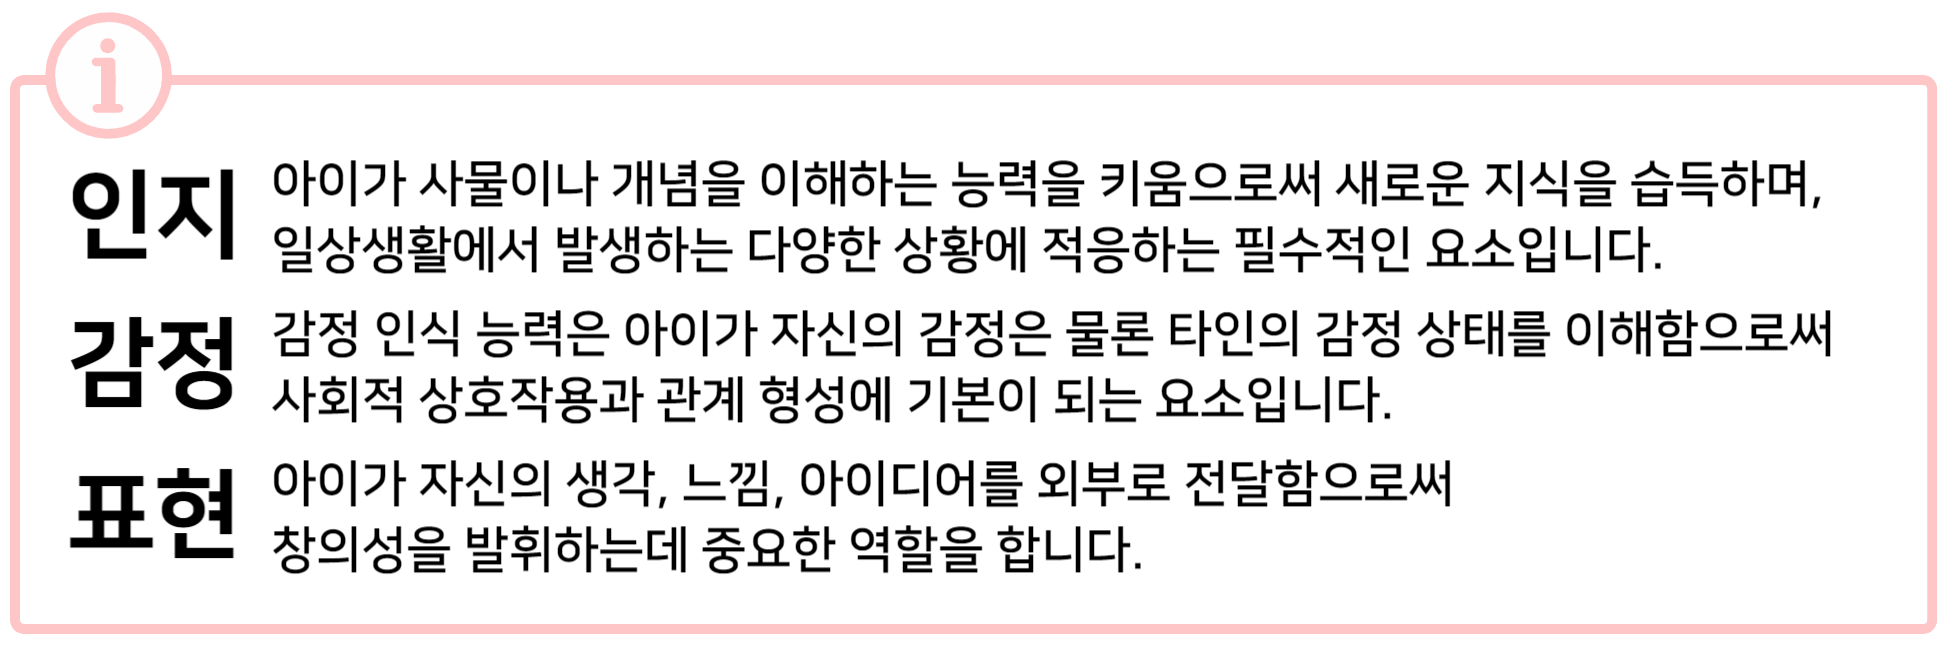 인지
아이가 사물이나 개념을 이해하는 능력을 키움으로써 새로운 지식을 습득하며,
일상생활에서 발생하는 다양한 상황에 적응하는 필수적인 요소입니다.
감정
감정 인식 능력은 아이가 자신의 감정은 물론 타인의 감정 상태를 이해함으로써
사회적 상호작용과 관계 형성에 기본이 되는 요소입니다.
표현
아이가 자신의 생각, 느낌, 아이디어를 외부로 전달함으로써
창의성을 발휘하는데 중요한 역할을 합니다.